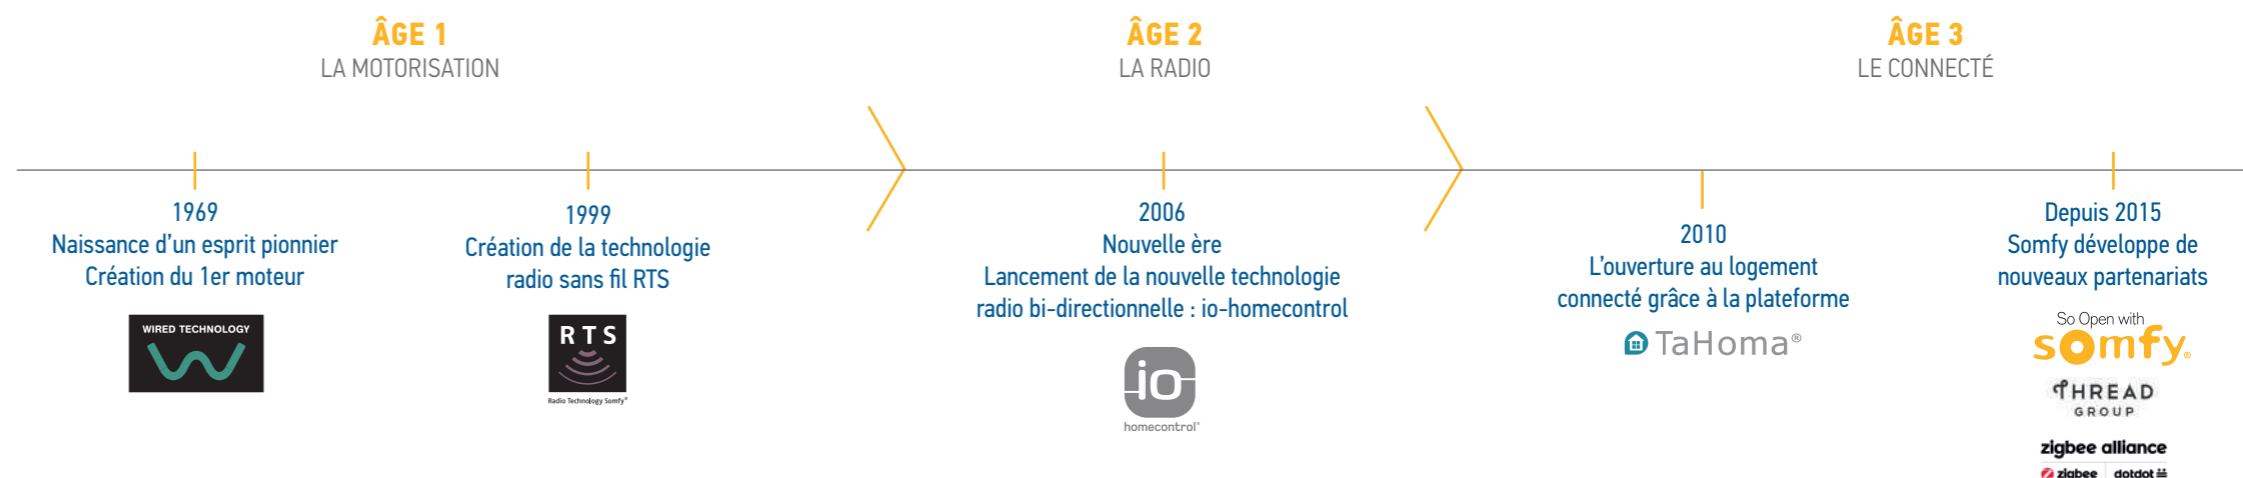 ÂGE 1
LA MOTORISATION
ÂGE 2
LA RADIO
ÂGE 3
LE CONNECTÉ
1969
Naissance d'un esprit pionnier
Création du 1er moteur
WIRED TECHNOLOGY
1999
Création de la technologie
radio sans fil RTS
RTS
Radio Technology Somfy®
2006
Nouvelle ère
Lancement de la nouvelle technologie
radio bi-directionnelle : io-homecontrol
io
homecontrol®
2010
L'ouverture au logement
connecté grâce à la plateforme
TaHoma®
Depuis 2015
Somfy développe de
nouveaux partenariats
So Open with
somfy®
THREAD
GROUP
zigbee alliance
zigbee dotdot